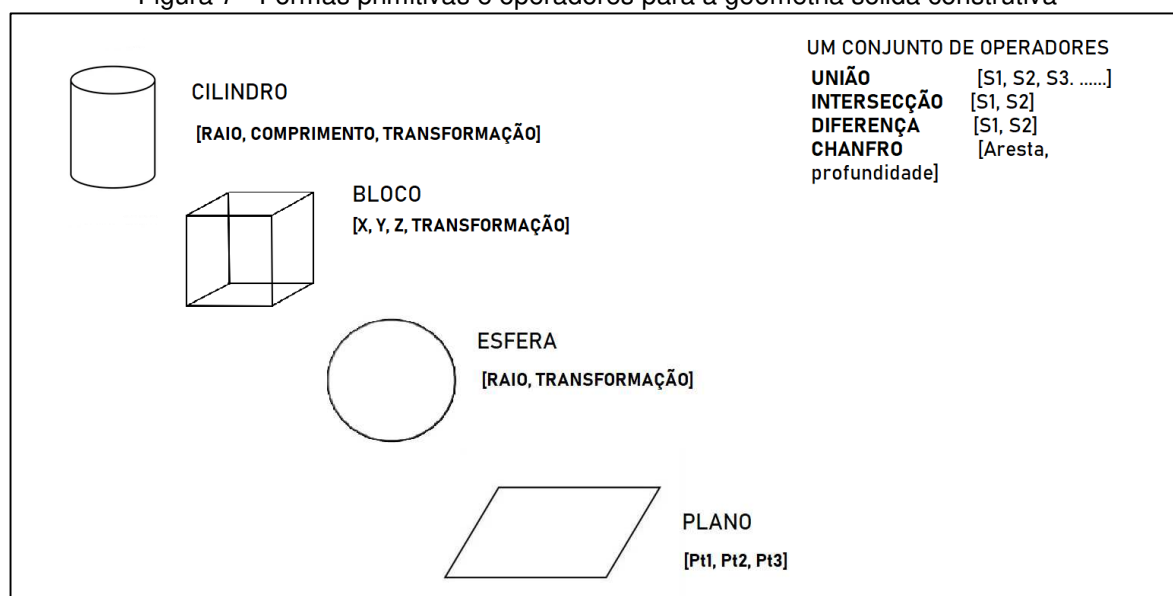 Figura 7 - Formas primitivas e operadores para a geometria sólida construtiva
UM CONJUNTO DE OPERADORES
UNIÃO [S1, S2, S3. ......]
INTERSECÇÃO [S1, S2]
DIFERENÇA [S1, S2]
CHANFRO [Aresta,
profundidade]
CILINDRO
[RAIO, COMPRIMENTO, TRANSFORMAÇÃO]
BLOCO
[X, Y, Z, TRANSFORMAÇÃO]
ESFERA
[RAIO, TRANSFORMAÇÃO]
PLANO
[Pt1, Pt2, Pt3]